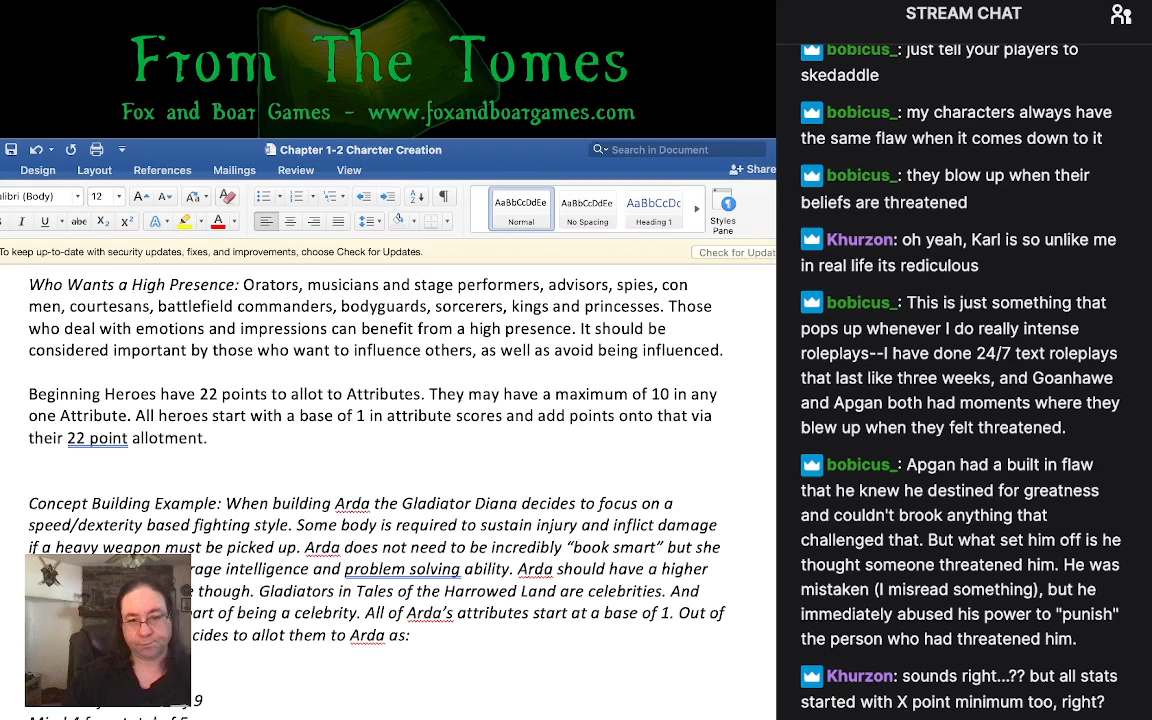 From The Tomes
Fox and Boar Games - www.foxandboargames.com
Chapter 1-2 Charcter Creation
Search in Document
Design Layout References Mailings Review View
Share
alibri (Body) 12
AaBbCcDdEe AaBbCcDdEe AaBbCcDc
Normal No Spacing Heading 1
Styles
Pane
To keep up-to-date with security updates, fixes, and improvements, choose Check for Updates.
Check for Updat
Who Wants a High Presence: Orators, musicians and stage performers, advisors, spies, con
men, courtesans, battlefield commanders, bodyguards, sorcerers, kings and princesses. Those
who deal with emotions and impressions can benefit from a high presence. It should be
considered important by those who want to influence others, as well as avoid being influenced.
Beginning Heroes have 22 points to allot to Attributes. They may have a maximum of 10 in any
one Attribute. All heroes start with a base of 1 in attribute scores and add points onto that via
their 22 point allotment.
Concept Building Example: When building Arda the Gladiator Diana decides to focus on a
speed/dexterity based fighting style. Some body is required to sustain injury and inflict damage
if a heavy weapon must be picked up. Arda does not need to be incredibly “book smart” but she
rage intelligence and problem solving ability. Arda should have a higher
e though. Gladiators in Tales of the Harrowed Land are celebrities. And
art of being a celebrity. All of Arda’s attributes start at a base of 1. Out of
cides to allot them to Arda as:
9
STREAM CHAT
bobicus_: just tell your players to
skedaddle
bobicus_: my characters always have
the same flaw when it comes down to it
bobicus_: they blow up when their
beliefs are threatened
Khurzon: oh yeah, Karl is so unlike me
in real life its rediculous
bobicus_: This is just something that
pops up whenever I do really intense
roleplays--I have done 24/7 text roleplays
that last like three weeks, and Goanhawe
and Apgan both had moments where they
blew up when they felt threatened.
bobicus_: Apgan had a built in flaw
that he knew he destined for greatness
and couldn't brook anything that
challenged that. But what set him off is he
thought someone threatened him. He was
mistaken (I misread something), but he
immediately abused his power to "punish"
the person who had threatened him.
Khurzon: sounds right...?? but all stats
started with X point minimum too, right?